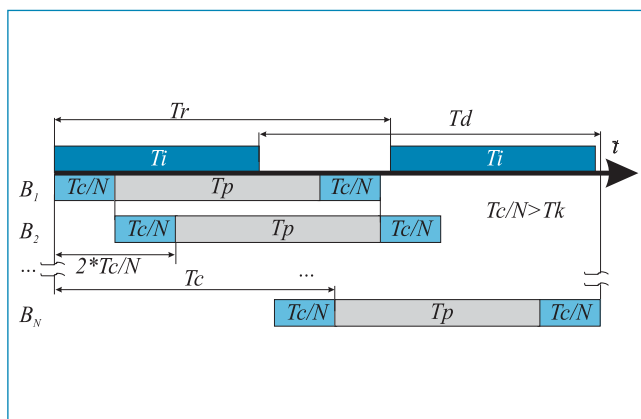 Tr
Td
Ti Ti t
B1 Tc/N Tp Tc/N
Tc/N>Tk
B2 Tc/N Tp Tc/N
... 2*Tc/N
Tc ...
BN Tc/N Tp Tc/N